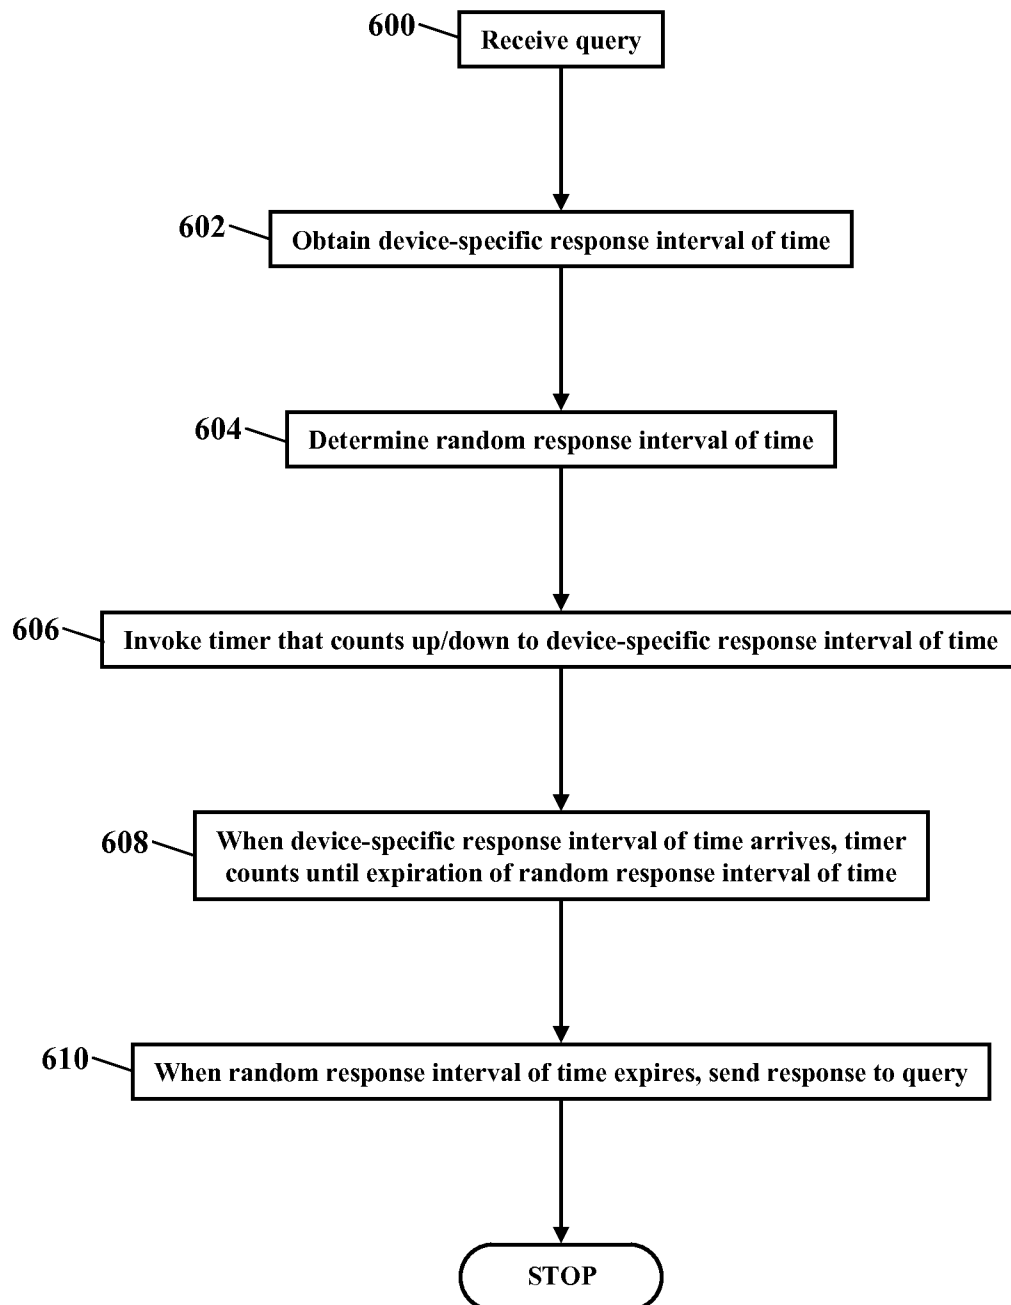 600
Receive query
602
Obtain device-specific response interval of time
604
Determine random response interval of time
606
Invoke timer that counts up/down to device-specific response interval of time
608
When device-specific response interval of time arrives, timer
counts until expiration of random response interval of time
610
When random response interval of time expires, send response to query
STOP